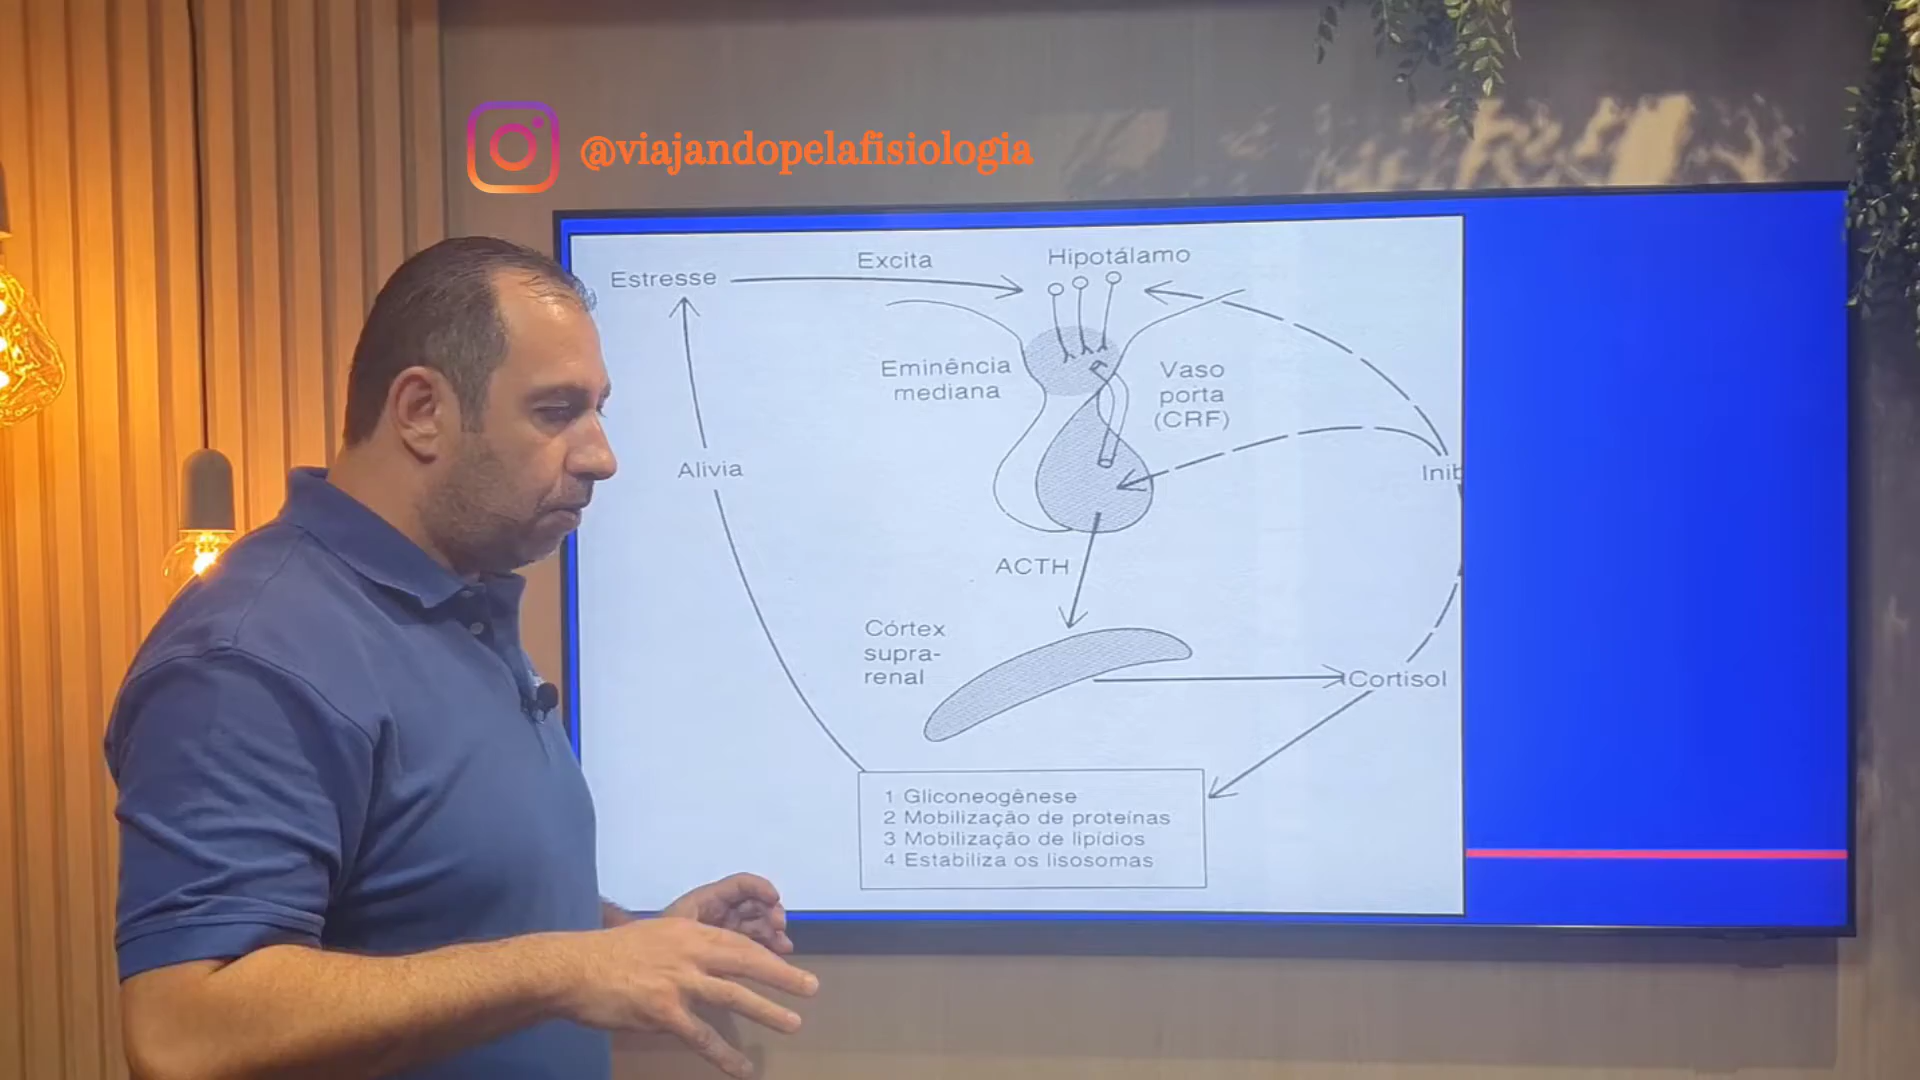 @viajandopelafisiologia
Estresse
Excita
Hipotálamo
Eminência
mediana
Vaso
porta
(CRF)
Alivia
Inib
ACTH
Córtex
supra-
renal
Cortisol
1 Gliconeogênese
2 Mobilização de proteínas
3 Mobilização de lipídios
4 Estabiliza os lisosomas